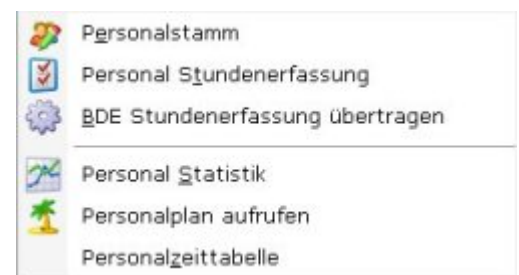 Personalstamm
Personal Stundenerfassung
BDE Stundenerfassung übertragen
Personal Statistik
Personalplan aufrufen
Personalzeittabelle